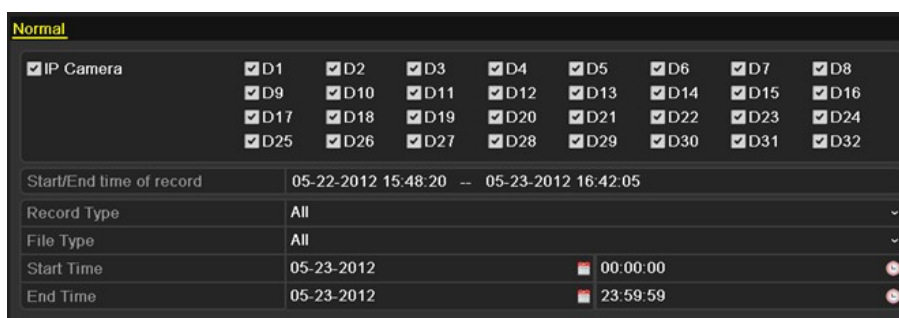 Normal
IP Camera D1 D2 D3 D4 D5 D6 D7 D8
D9 D10 D11 D12 D13 D14 D15 D16
D17 D18 D19 D20 D21 D22 D23 D24
D25 D26 D27 D28 D29 D30 D31 D32
Start/End time of record 05-22-2012 15:48:20 -- 05-23-2012 16:42:05
Record Type All
File Type All
Start Time 05-23-2012 00:00:00
End Time 05-23-2012 23:59:59